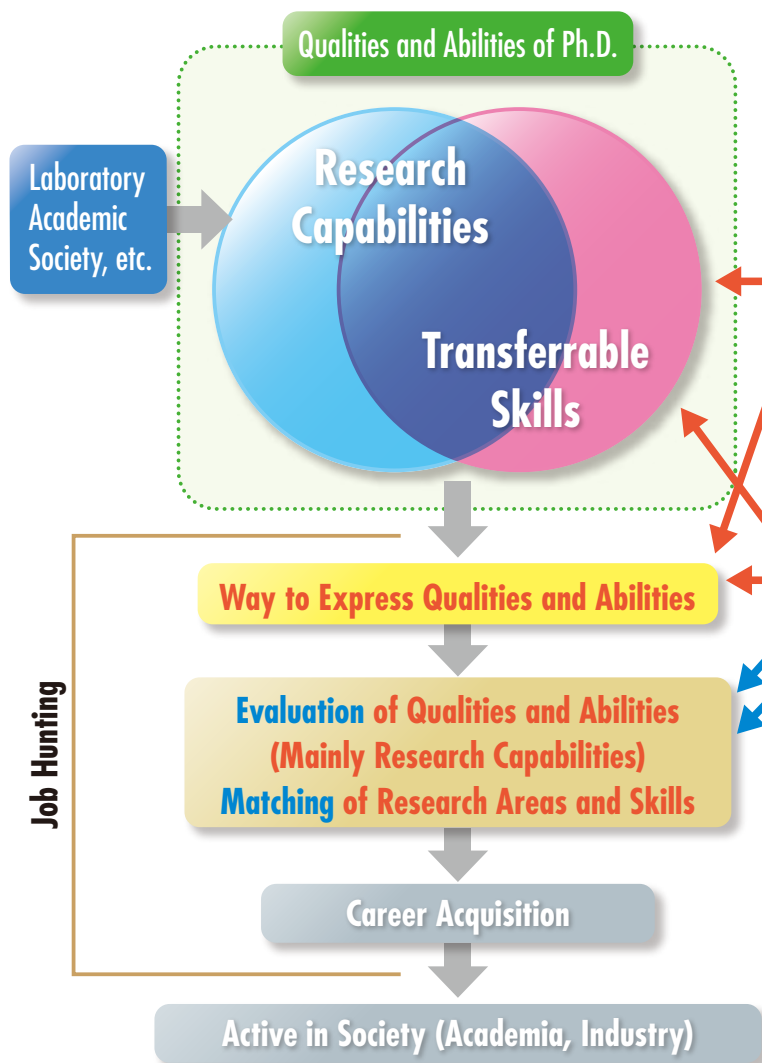 Qualities and Abilities of Ph.D.
Laboratory
Academic
Society, etc.
Research
Capabilities
Transferrable
Skills
Job Hunting
Way to Express Qualities and Abilities
Evaluation of Qualities and Abilities
(Mainly Research Capabilities)
Matching of Research Areas and Skills
Career Acquisition
Active in Society (Academia, Industry)